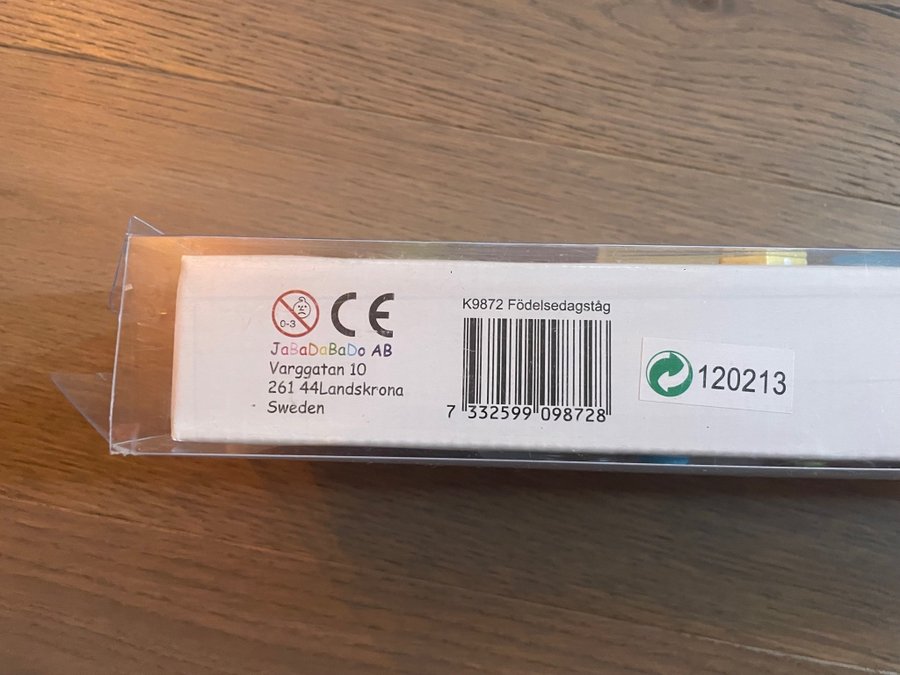 0-3
CE
JaBaDaBaDo AB
Varggatan 10
261 44Landskrona
Sweden
K9872 Födelsedagståg
7 332599 098728
120213